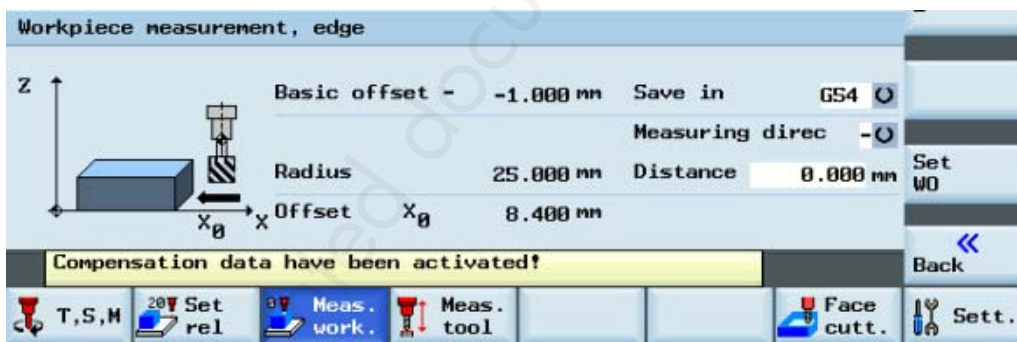 Workpiece measurement, edge
Z
Basic offset - -1.000 mm Save in G54
Measuring direc -
Radius 25.000 mm Distance 0.000 mm
Set
WO
X0 X Offset X0 8.400 mm
Compensation data have been activated!
Back
T,S,M
Set
rel
Meas.
work.
Meas.
tool
Face
cutt.
Sett.